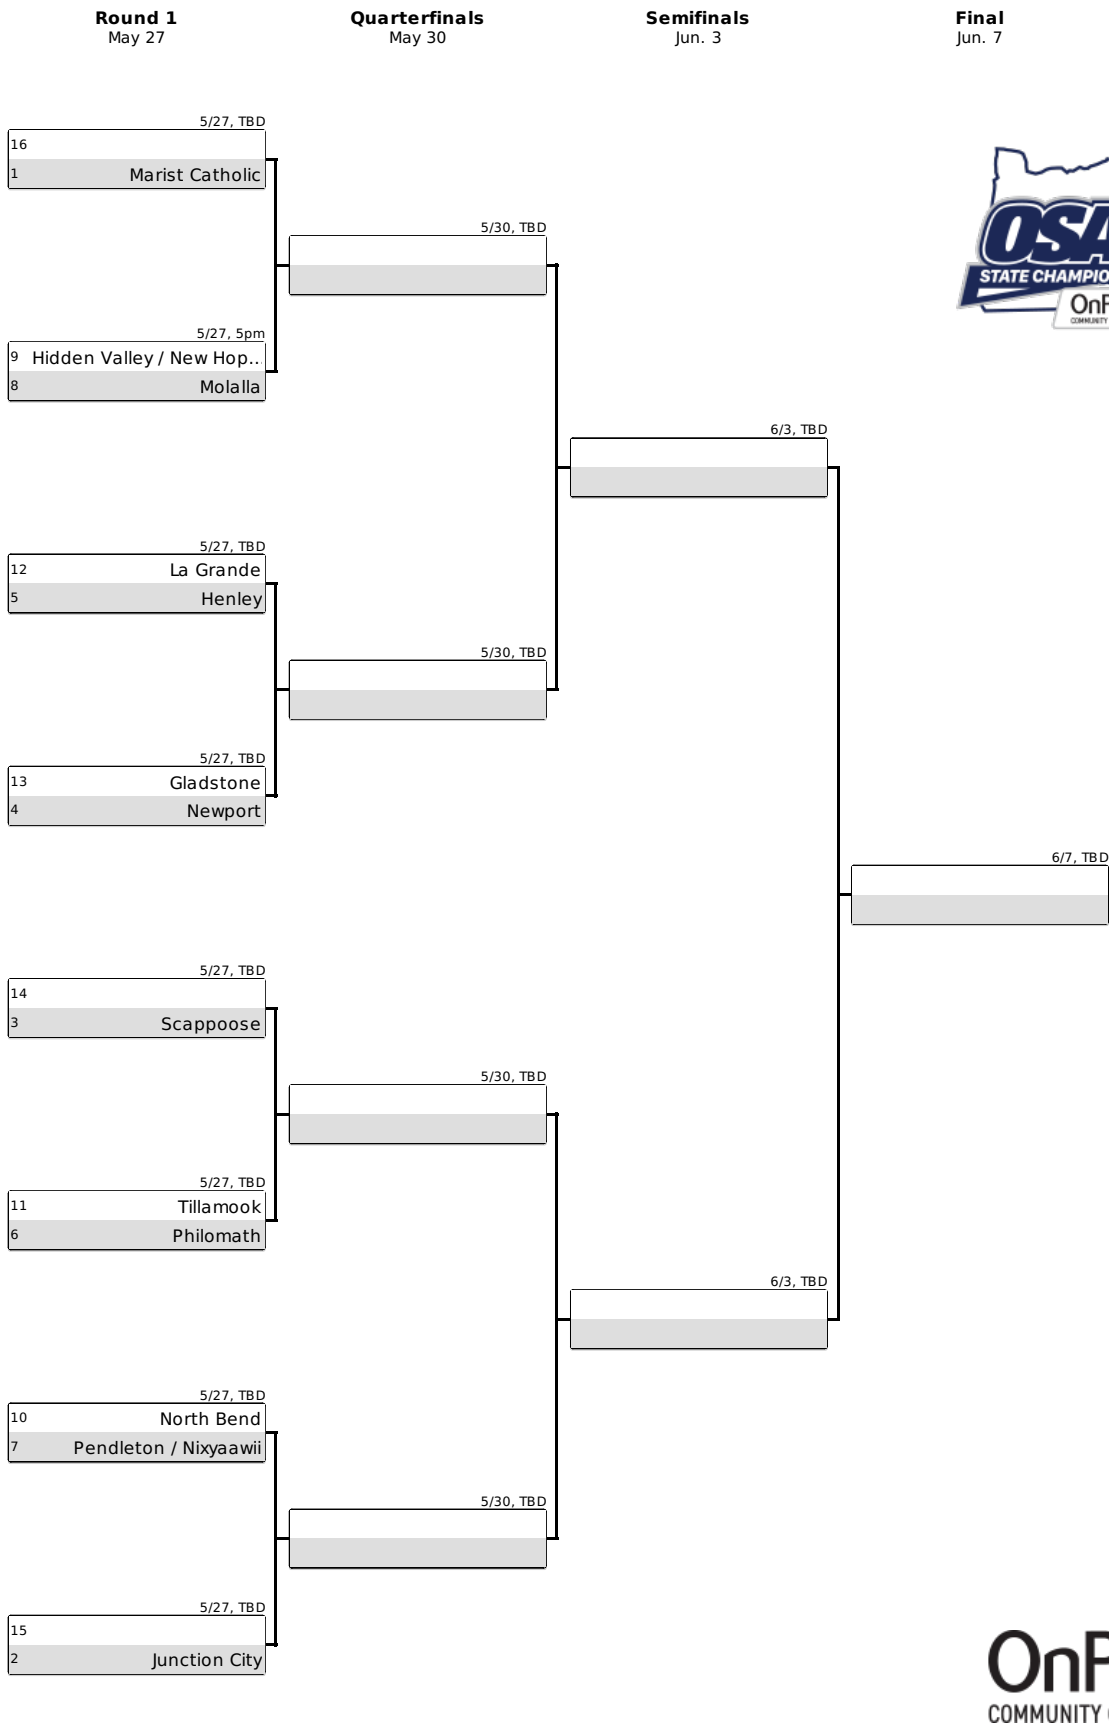 Round 1
May 27
Quarterfinals
May 30
Semifinals
Jun. 3
Final
Jun. 7
5/27, TBD
16
1 Marist Catholic
5/30, TBD
5/27, 5pm
9 Hidden Valley / New Hop...
8 Molalla
OSA
STATE CHAMPIO
OnP
COMMUNITY
6/3, TBD
5/27, TBD
12 La Grande
5 Henley
5/30, TBD
5/27, TBD
13 Gladstone
4 Newport
6/7, TBD
5/27, TBD
14
3 Scappoose
5/30, TBD
5/27, TBD
11 Tillamook
6 Philomath
6/3, TBD
5/27, TBD
10 North Bend
7 Pendleton / Nixyaawii
5/30, TBD
5/27, TBD
15
2 Junction City
OnP
COMMUNITY